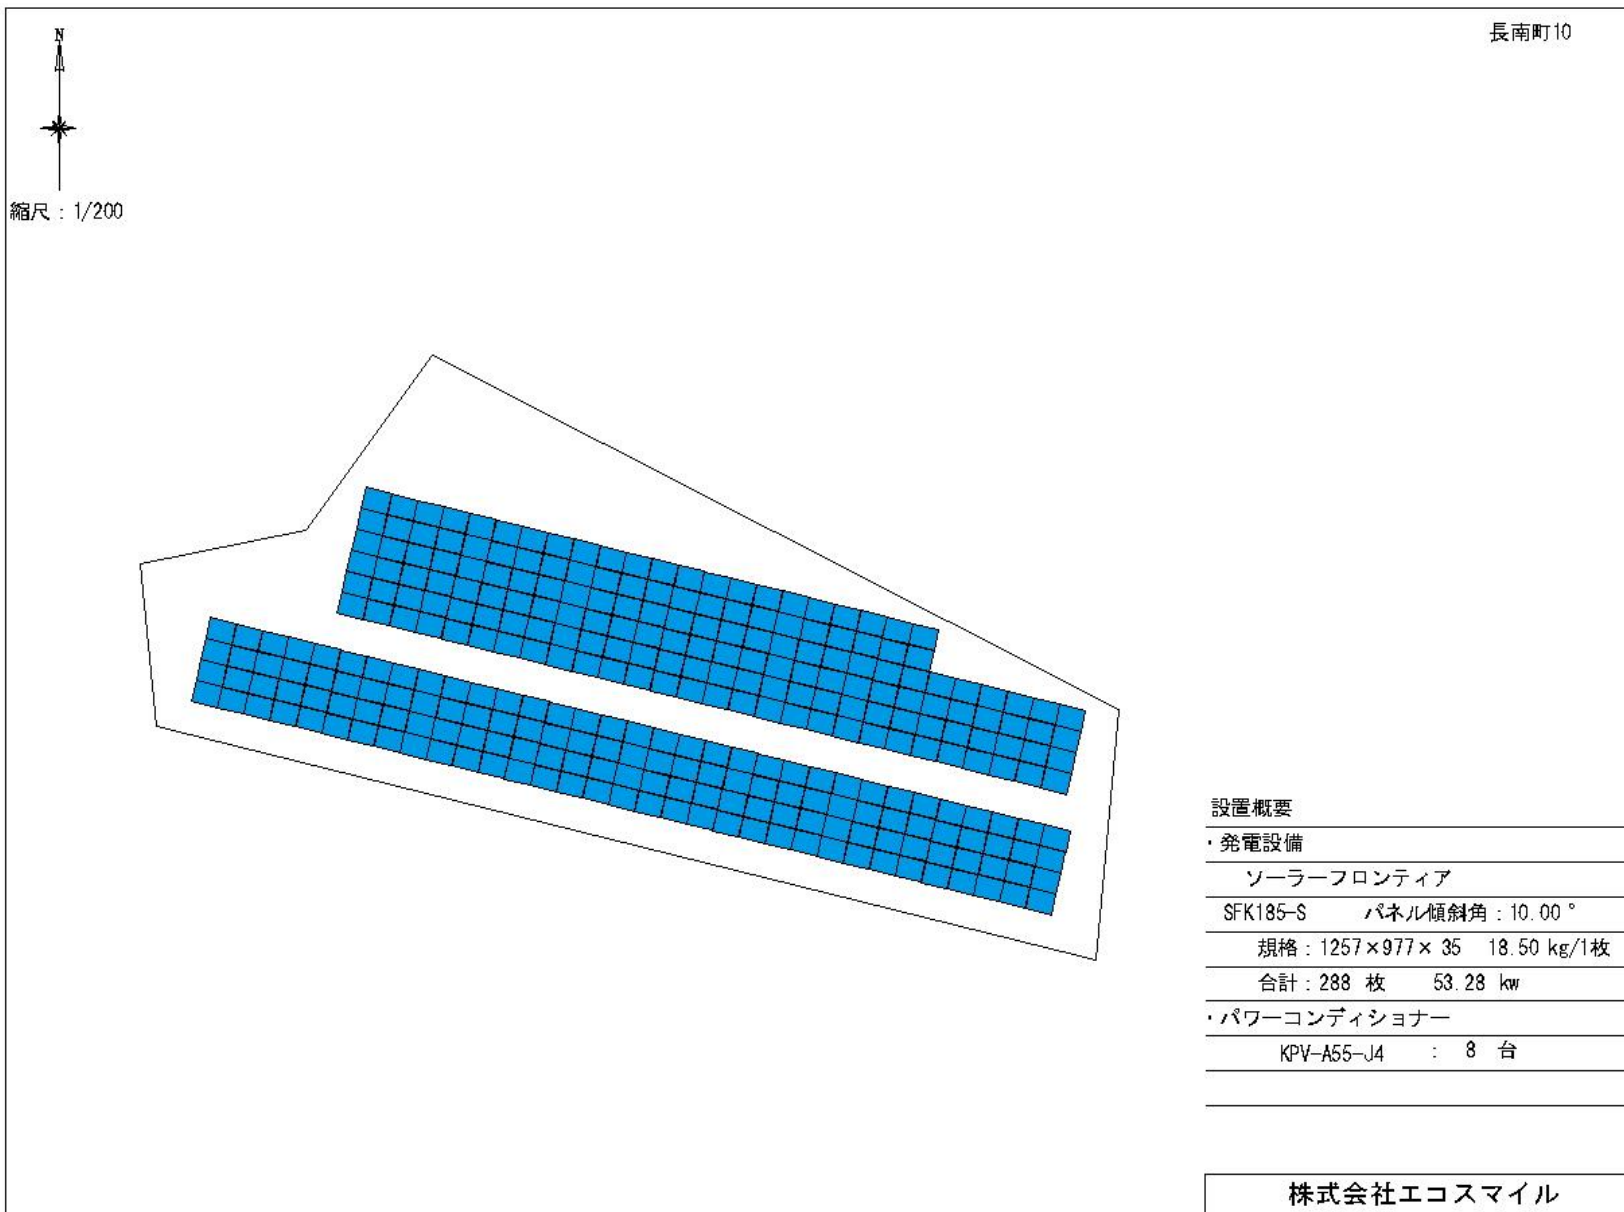 長南町10
N
縮尺：1/200
設置概要
・発電設備
ソーラーフロンティア
SFK185-S パネル傾斜角：10.00°
規格：1257×977× 35 18.50 kg/1枚
合計：288 枚 53.28 kw
・パワーコンディショナー
KPV-A55-J4 ： 8 台
株式会社エコスマイル